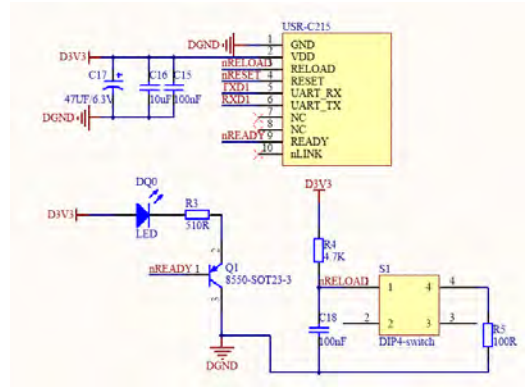 USR-C215
DGND 1 GND
D3V3 2 VDD
nRELOAD 3 RELOAD
nRESET 4 RESET
TXD1 5 UART_RX
RXD1 6 UART_TX
7 NC
8 NC
nREADY 9 READY
10 nLINK
C17 C16 C15
47UF/6.3V 10uF 100nF
DGND
DQ0
D3V3 R3
LED 510R
2
nREADY 1 Q1
8550-SOT23-3
3
DGND
D3V3
R4
4.7K
S1
nRELOAD 1 1 4 4
C18 2 2 3 3
100nF DIP4-switch
R5
100R